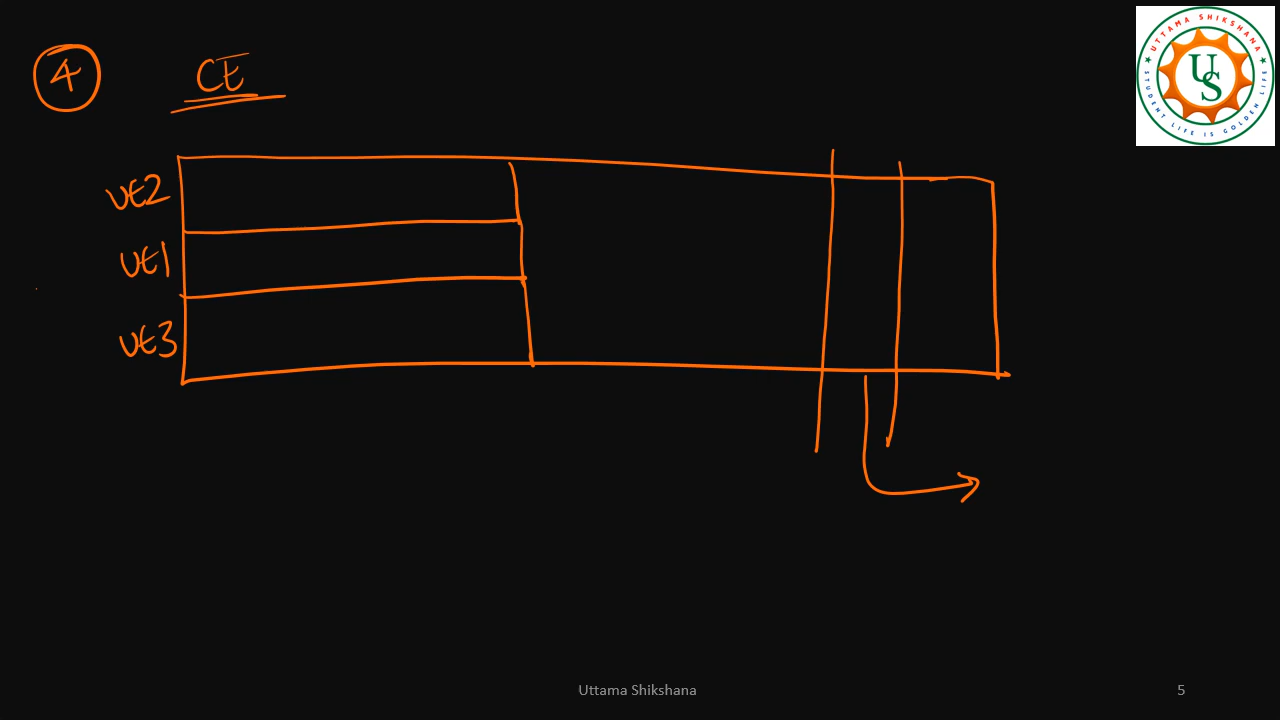 4 CE
UTTAMA SHIKSHANA
US
STUDENT LIFE IS GOLDEN LIFE
UE2
UE1
UE3
Uttama Shikshana
5